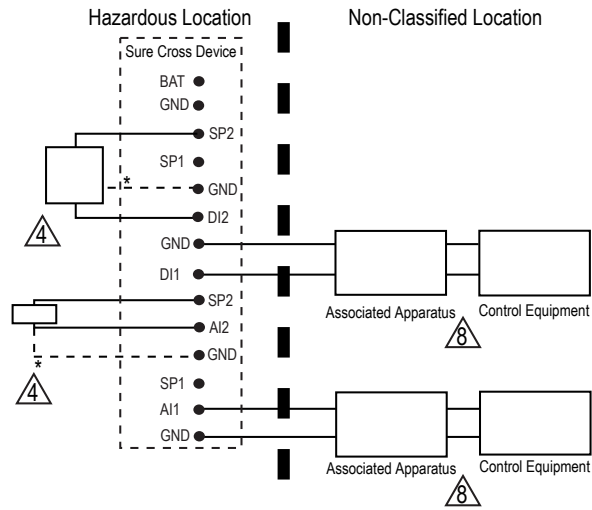 Hazardous Location
Non-Classified Location
Sure Cross Device
BAT
GND
SP2
SP1
* GND
4
DI2
GND
DI1
Associated Apparatus
8
Control Equipment
SP2
AI2
GND
*
4
SP1
AI1
GND
Associated Apparatus
8
Control Equipment